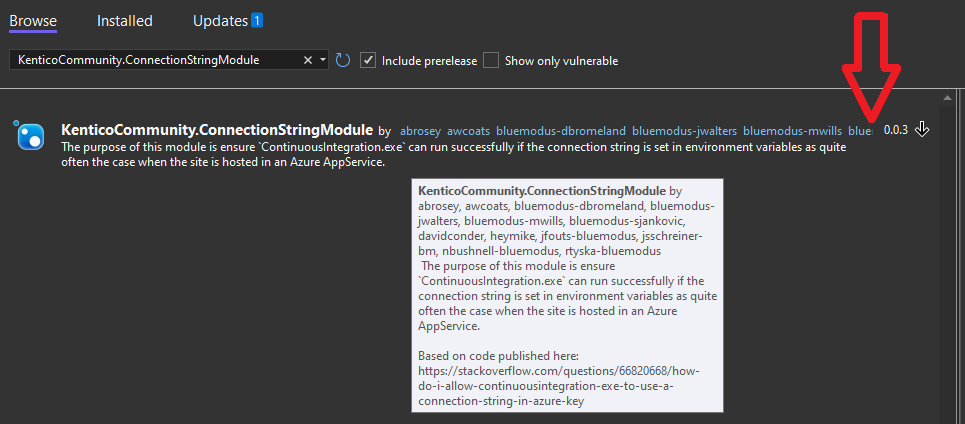 Browse Installed Updates 1
KenticoCommunity.ConnectionStringModule
Include prerelease
Show only vulnerable
KenticoCommunity.ConnectionStringModule by abrosey awcoats bluemodus-dbromeland bluemodus-jwalters bluemodus-mwills blue 0.0.3
The purpose of this module is ensure `ContinuousIntegration.exe` can run successfully if the connection string is set in environment variables as quite
often the case when the site is hosted in an Azure AppService.
KenticoCommunity.ConnectionStringModule by
abrosey, awcoats, bluemodus-dbromeland, bluemodus-
jwalters, bluemodus-mwills, bluemodus-sjankovic,
davidconder, heymike, jfouts-bluemodus, jsschreiner-
bm, nbushnell-bluemodus, rtyska-bluemodus
The purpose of this module is ensure
`ContinuousIntegration.exe` can run successfully if the
connection string is set in environment variables as quite
often the case when the site is hosted in an Azure
AppService.
Based on code published here:
https://stackoverflow.com/questions/66820668/how-
do-i-allow-continuousintegration-exe-to-use-a-
connection-string-in-azure-key